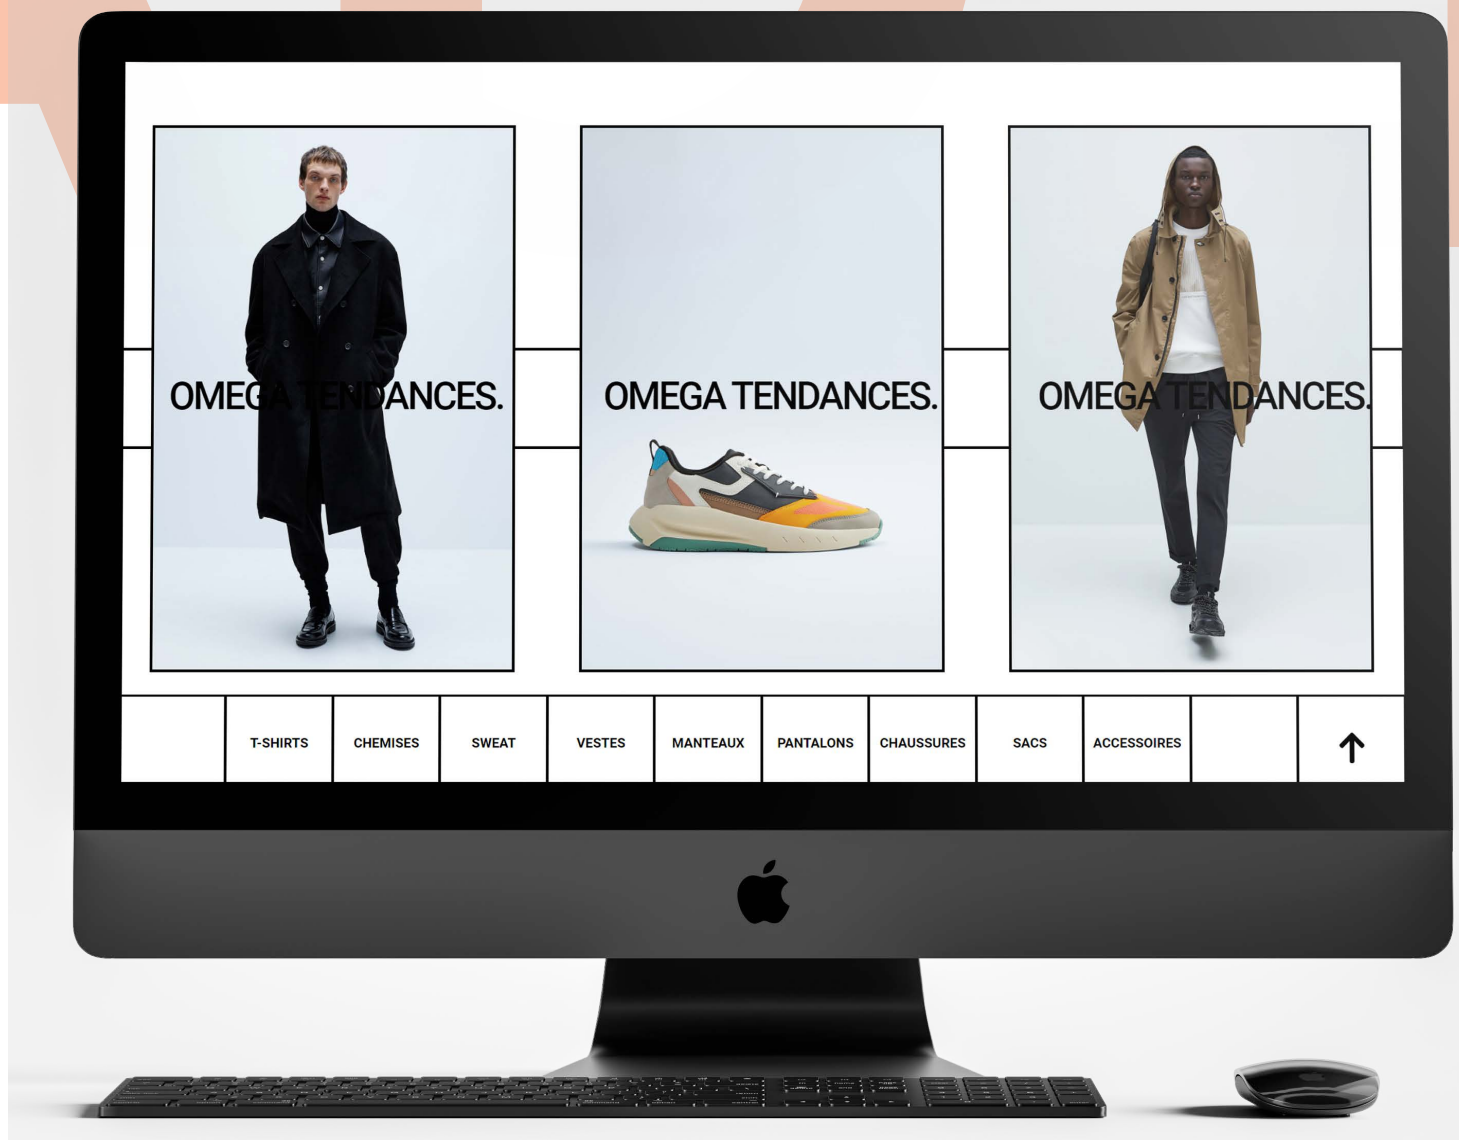 OMEGA TENDANCES.
OMEGA TENDANCES.
OMEGA TENDANCES.
T-SHIRTS
CHEMISES
SWEAT
VESTES
MANTEAUX
PANTALONS
CHAUSSURES
SACS
ACCESSOIRES